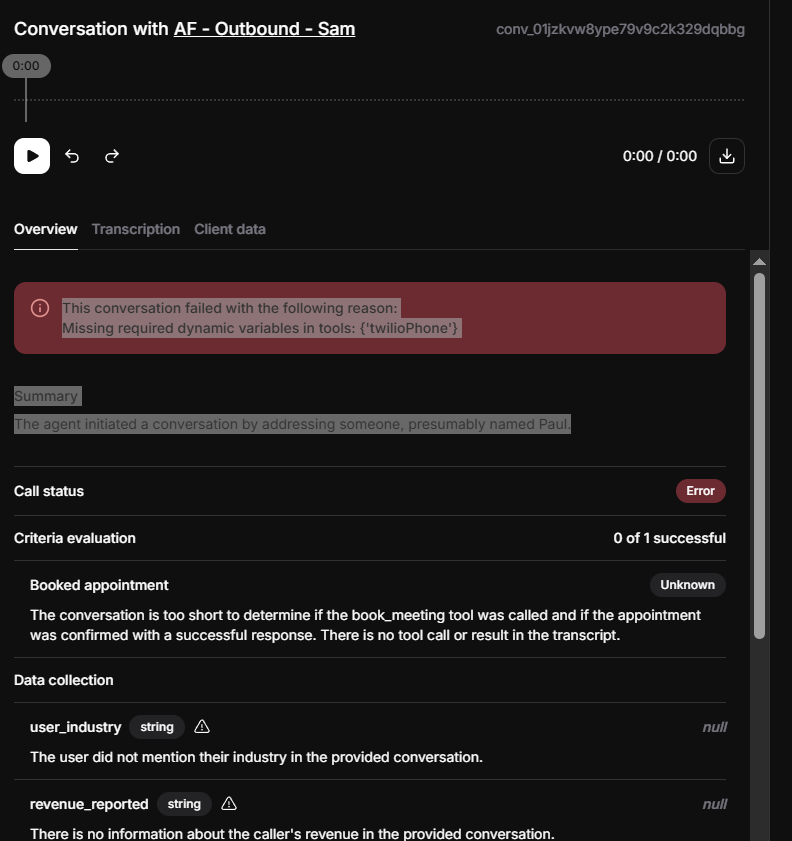 Conversation with AF - Outbound - Sam
conv_01jzkvw8ype79v9c2k329dqbbg
0:00
0:00 / 0:00
Overview Transcription Client data
This conversation failed with the following reason:
Missing required dynamic variables in tools: {'twilioPhone'}
Summary
The agent initiated a conversation by addressing someone, presumably named Paul.
Call status Error
Criteria evaluation 0 of 1 successful
Booked appointment Unknown
The conversation is too short to determine if the book_meeting tool was called and if the appointment
was confirmed with a successful response. There is no tool call or result in the transcript.
Data collection
user_industry string null
The user did not mention their industry in the provided conversation.
revenue_reported string null
There is no information about the caller's revenue in the provided conversation.